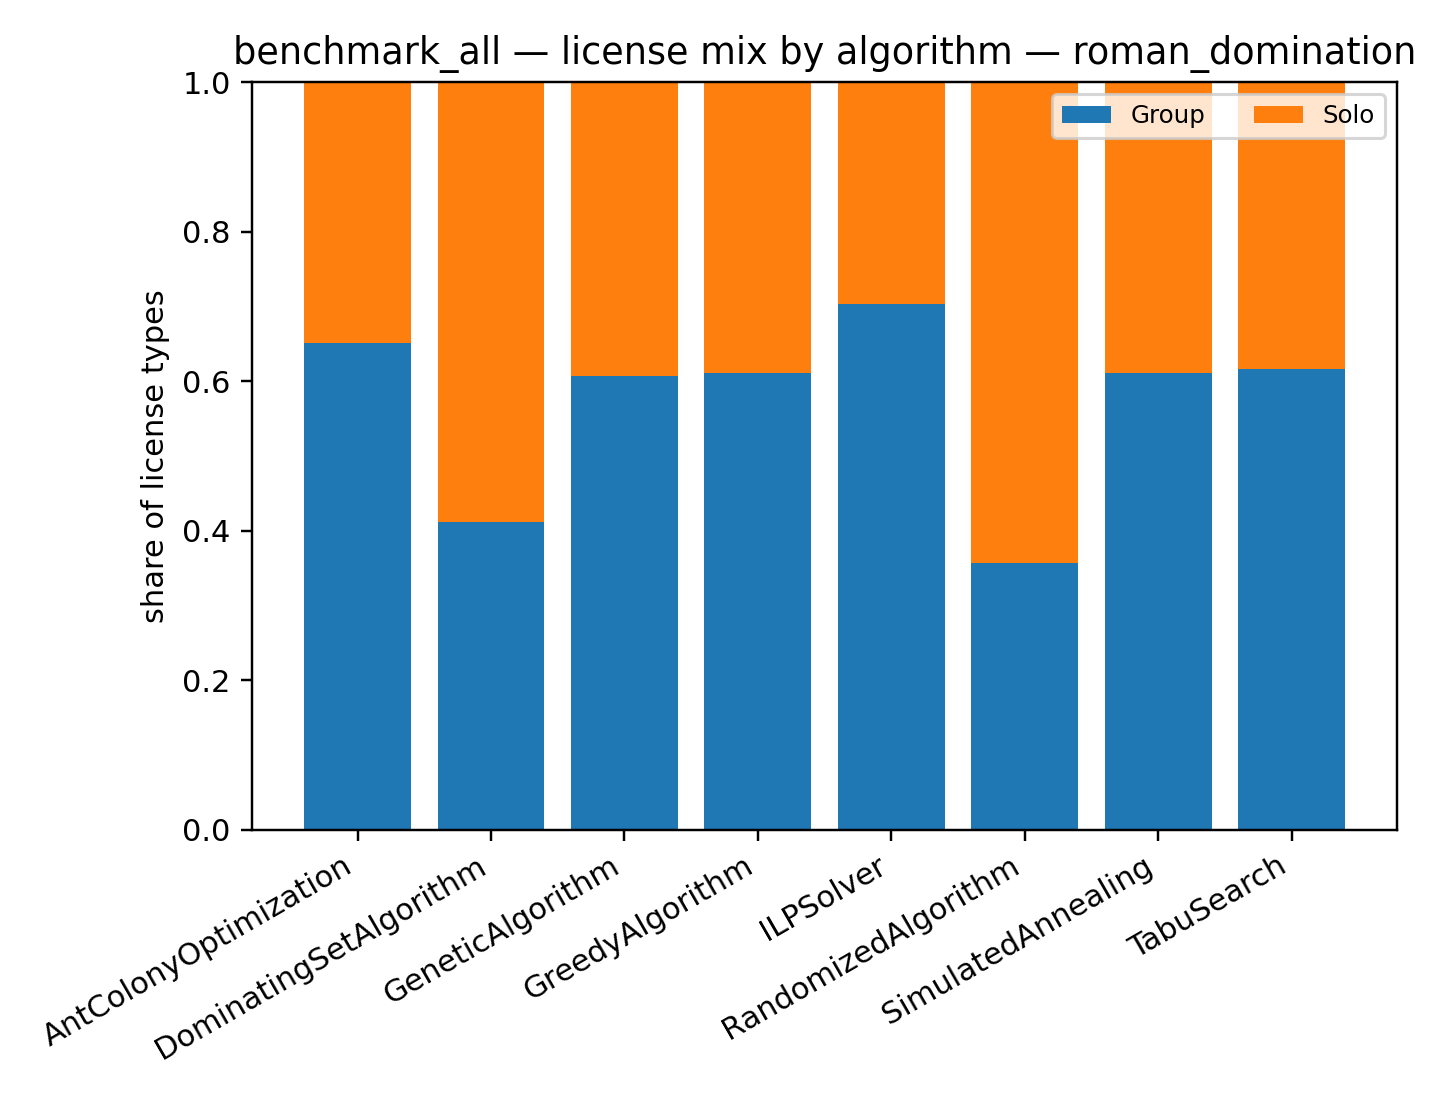 benchmark_all — license mix by algorithm — roman_domination
Group Solo
share of license types
1.0
0.8
0.6
0.4
0.2
0.0
AntColonyOptimization
DominatingSetAlgorithm
GeneticAlgorithm
GreedyAlgorithm
ILPSolver
RandomizedAlgorithm
SimulatedAnnealing
TabuSearch